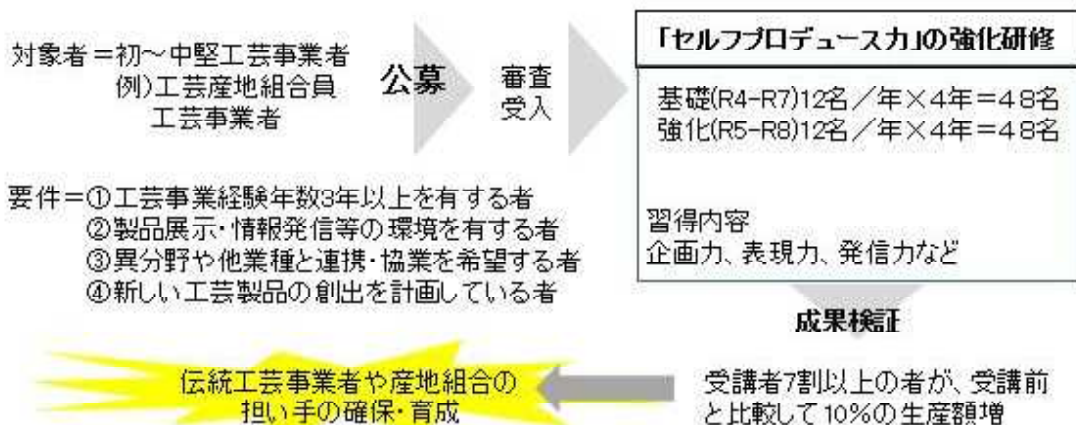 対象者＝初～中堅工芸事業者
例)工芸産地組合員
工芸事業者
公募
審査
受入
「セルフプロデュース力」の強化研修
基礎(R4-R7)12名／年×4年＝48名
強化(R5-R8)12名／年×4年＝48名
習得内容
企画力、表現力、発信力など
要件＝①工芸事業経験年数3年以上を有する者
②製品展示・情報発信等の環境を有する者
③異分野や他業種と連携・協業を希望する者
④新しい工芸製品の創出を計画している者
成果検証
受講者7割以上の者が、受講前
と比較して10%の生産額増
伝統工芸事業者や産地組合の
担い手の確保・育成